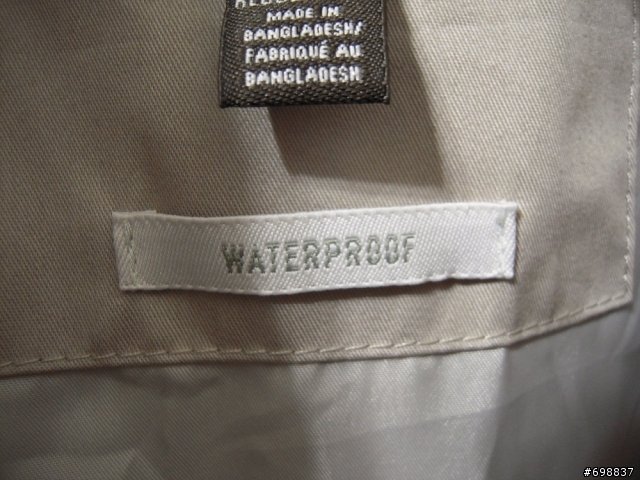 MADE IN
BANGLADESH/
FABRIQUÉ AU
BANGLADESH
WATERPROOF
#698837